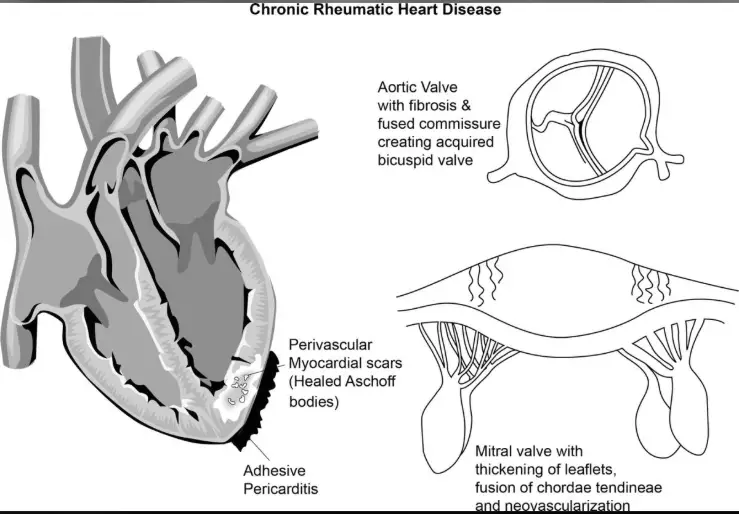 Chronic Rheumatic Heart Disease
Aortic Valve
with fibrosis &
fused commissure
creating acquired
bicuspid valve
Perivascular
Myocardial scars
(Healed Aschoff
bodies)
Adhesive
Pericarditis
Mitral valve with
thickening of leaflets,
fusion of chordae tendineae
and neovascularization